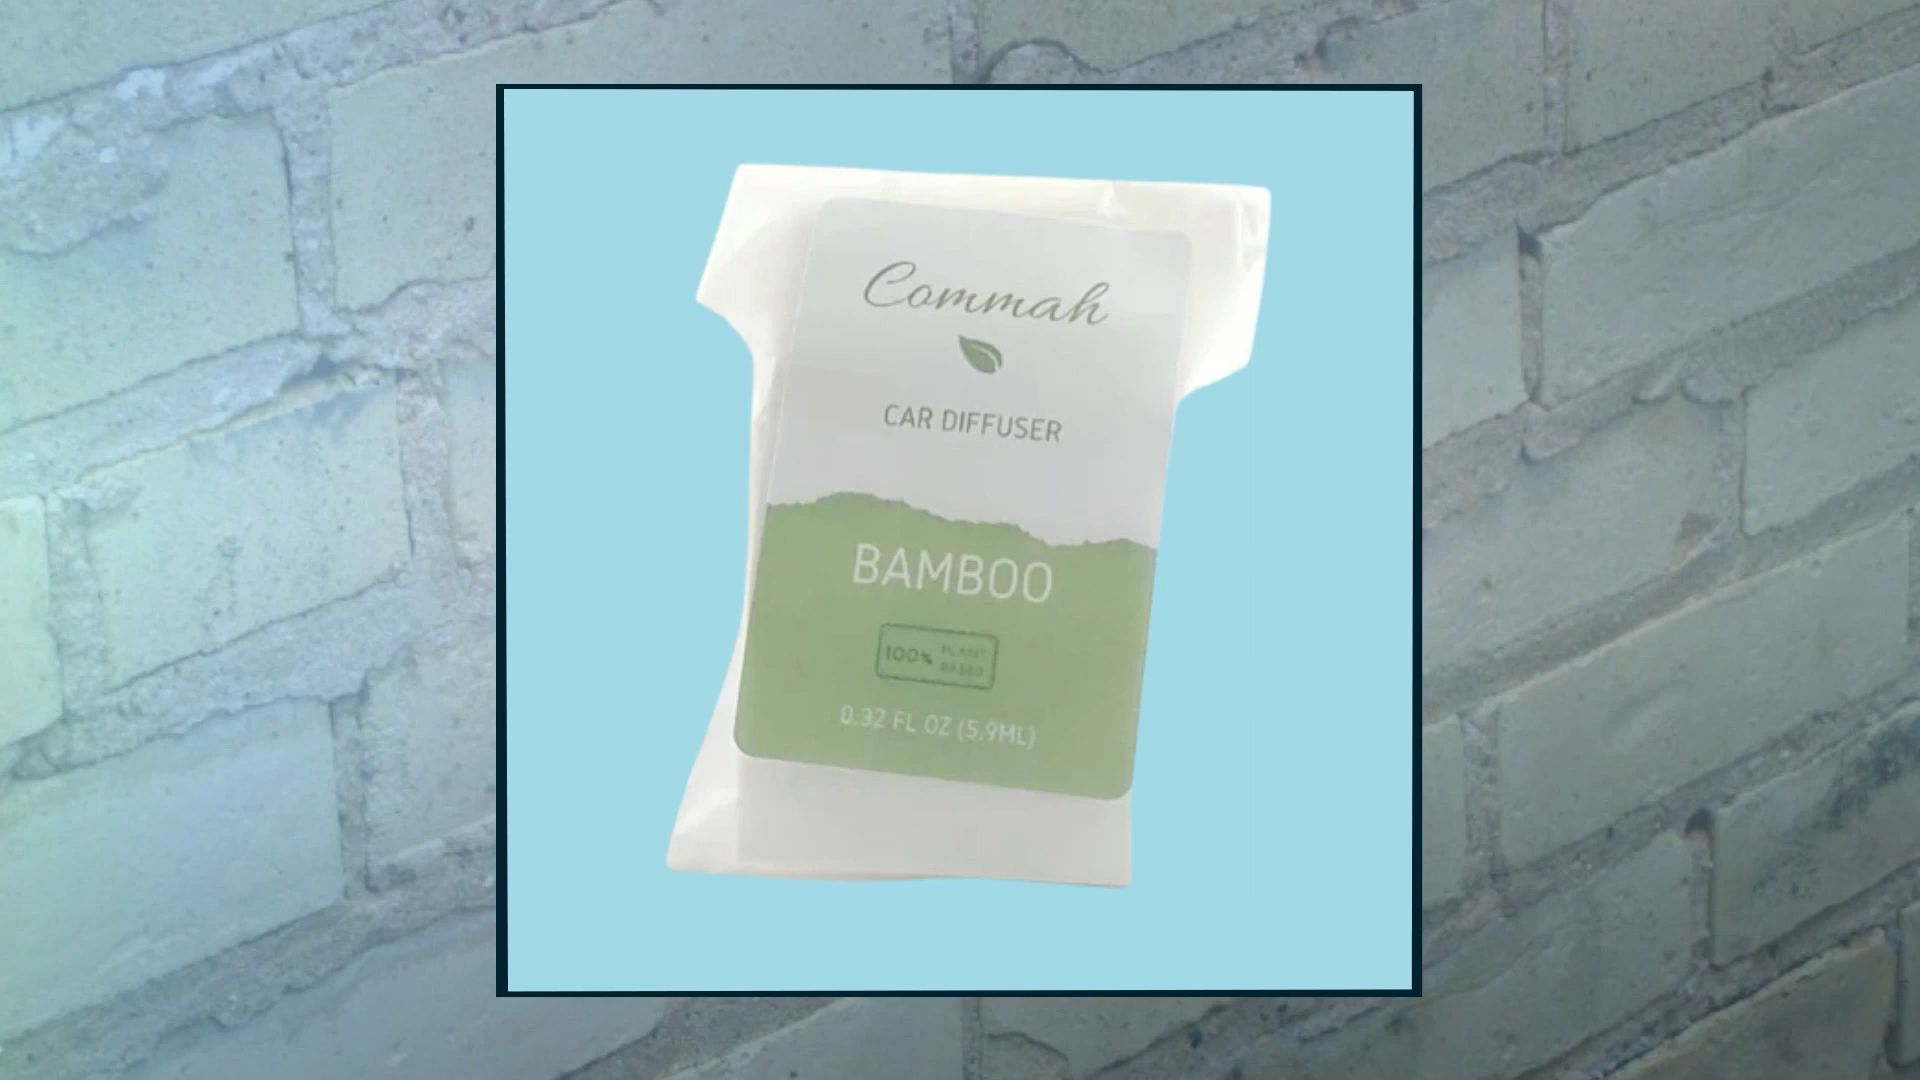 Commah
CAR DIFFUSER
BAMBOO
100% PLANT
BASED
0.32 FL OZ (5.9ML)